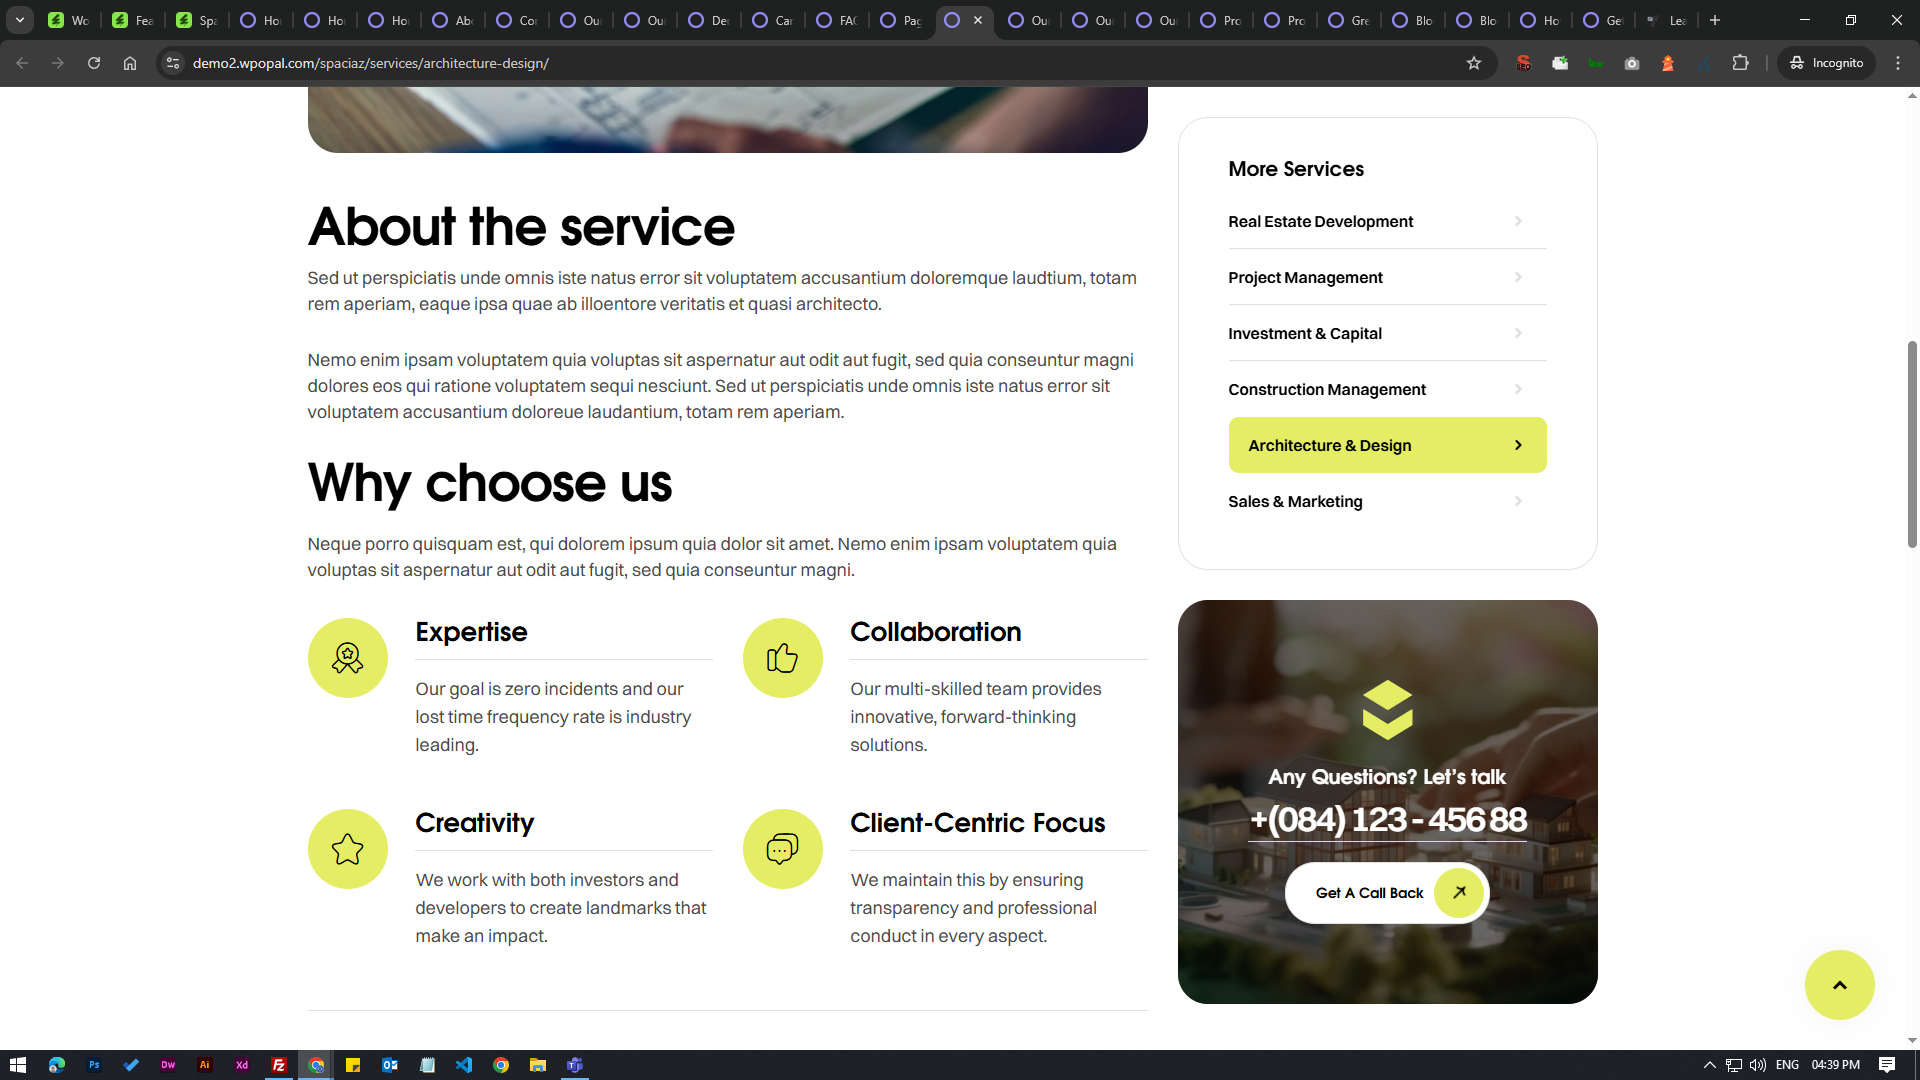 Wo
Fea
Spa
Ho
Ho
Ho
Abo
Co
Ou
Ou
De
Car
FAC
Pag
Ou
Ou
Ou
Pro
Pro
Gre
Blo
Blo
Ho
Ge
Lea
demo2.wpopal.com/spaciaz/services/architecture-design/
SEO
Incognito
About the service
Sed ut perspiciatis unde omnis iste natus error sit voluptatem accusantium doloremque laudtium, totam
rem aperiam, eaque ipsa quae ab illoentore veritatis et quasi architecto.
Nemo enim ipsam voluptatem quia voluptas sit aspernatur aut odit aut fugit, sed quia conseuntur magni
dolores eos qui ratione voluptatem sequi nesciunt. Sed ut perspiciatis unde omnis iste natus error sit
voluptatem accusantium doloreue laudantium, totam rem aperiam.
Why choose us
Neque porro quisquam est, qui dolorem ipsum quia dolor sit amet. Nemo enim ipsam voluptatem quia
voluptas sit aspernatur aut odit aut fugit, sed quia conseuntur magni.
Expertise
Our goal is zero incidents and our
lost time frequency rate is industry
leading.
Collaboration
Our multi-skilled team provides
innovative, forward-thinking
solutions.
Creativity
We work with both investors and
developers to create landmarks that
make an impact.
Client-Centric Focus
We maintain this by ensuring
transparency and professional
conduct in every aspect.
More Services
Real Estate Development
Project Management
Investment & Capital
Construction Management
Architecture & Design
Sales & Marketing
Any Questions? Let's talk
+(084) 123 - 456 88
Get A Call Back
Ps
Dw
Ai
Xd
Fz
ENG
04:39 PM